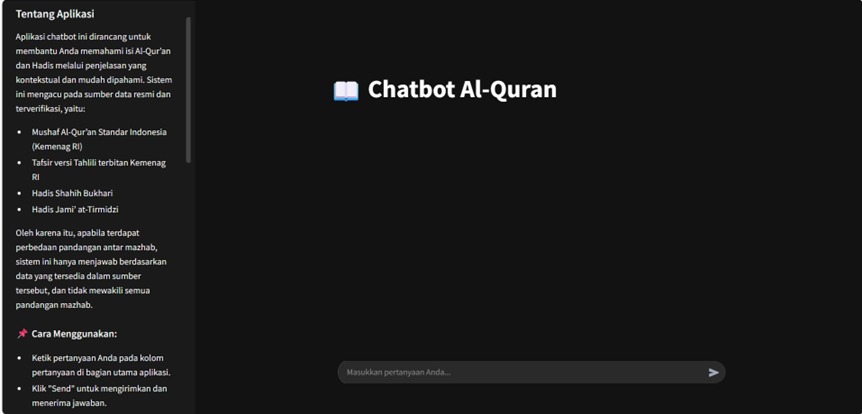 Tentang Aplikasi
Aplikasi chatbot ini dirancang untuk
membantu Anda memahami isi Al-Qur'an
dan Hadis melalui penjelasan yang
kontekstual dan mudah dipahami. Sistem
ini mengacu pada sumber data resmi dan
terverifikasi, yaitu:
• Mushaf Al-Qur'an Standar Indonesia
(Kemenag RI)
• Tafsir versi Tahlili terbitan Kemenag
RI
• Hadis Shahih Bukhari
• Hadis Jami' at-Tirmidzi
Oleh karena itu, apabila terdapat
perbedaan pandangan antar mazhab,
sistem ini hanya menjawab berdasarkan
data yang tersedia dalam sumber
tersebut, dan tidak mewakili semua
pandangan mazhab.
📌 Cara Menggunakan:
• Ketik pertanyaan Anda pada kolom
pertanyaan di bagian utama aplikasi.
• Klik "Send" untuk mengirimkan dan
menerima jawaban.
📖 Chatbot Al-Quran
Masukkan pertanyaan Anda...